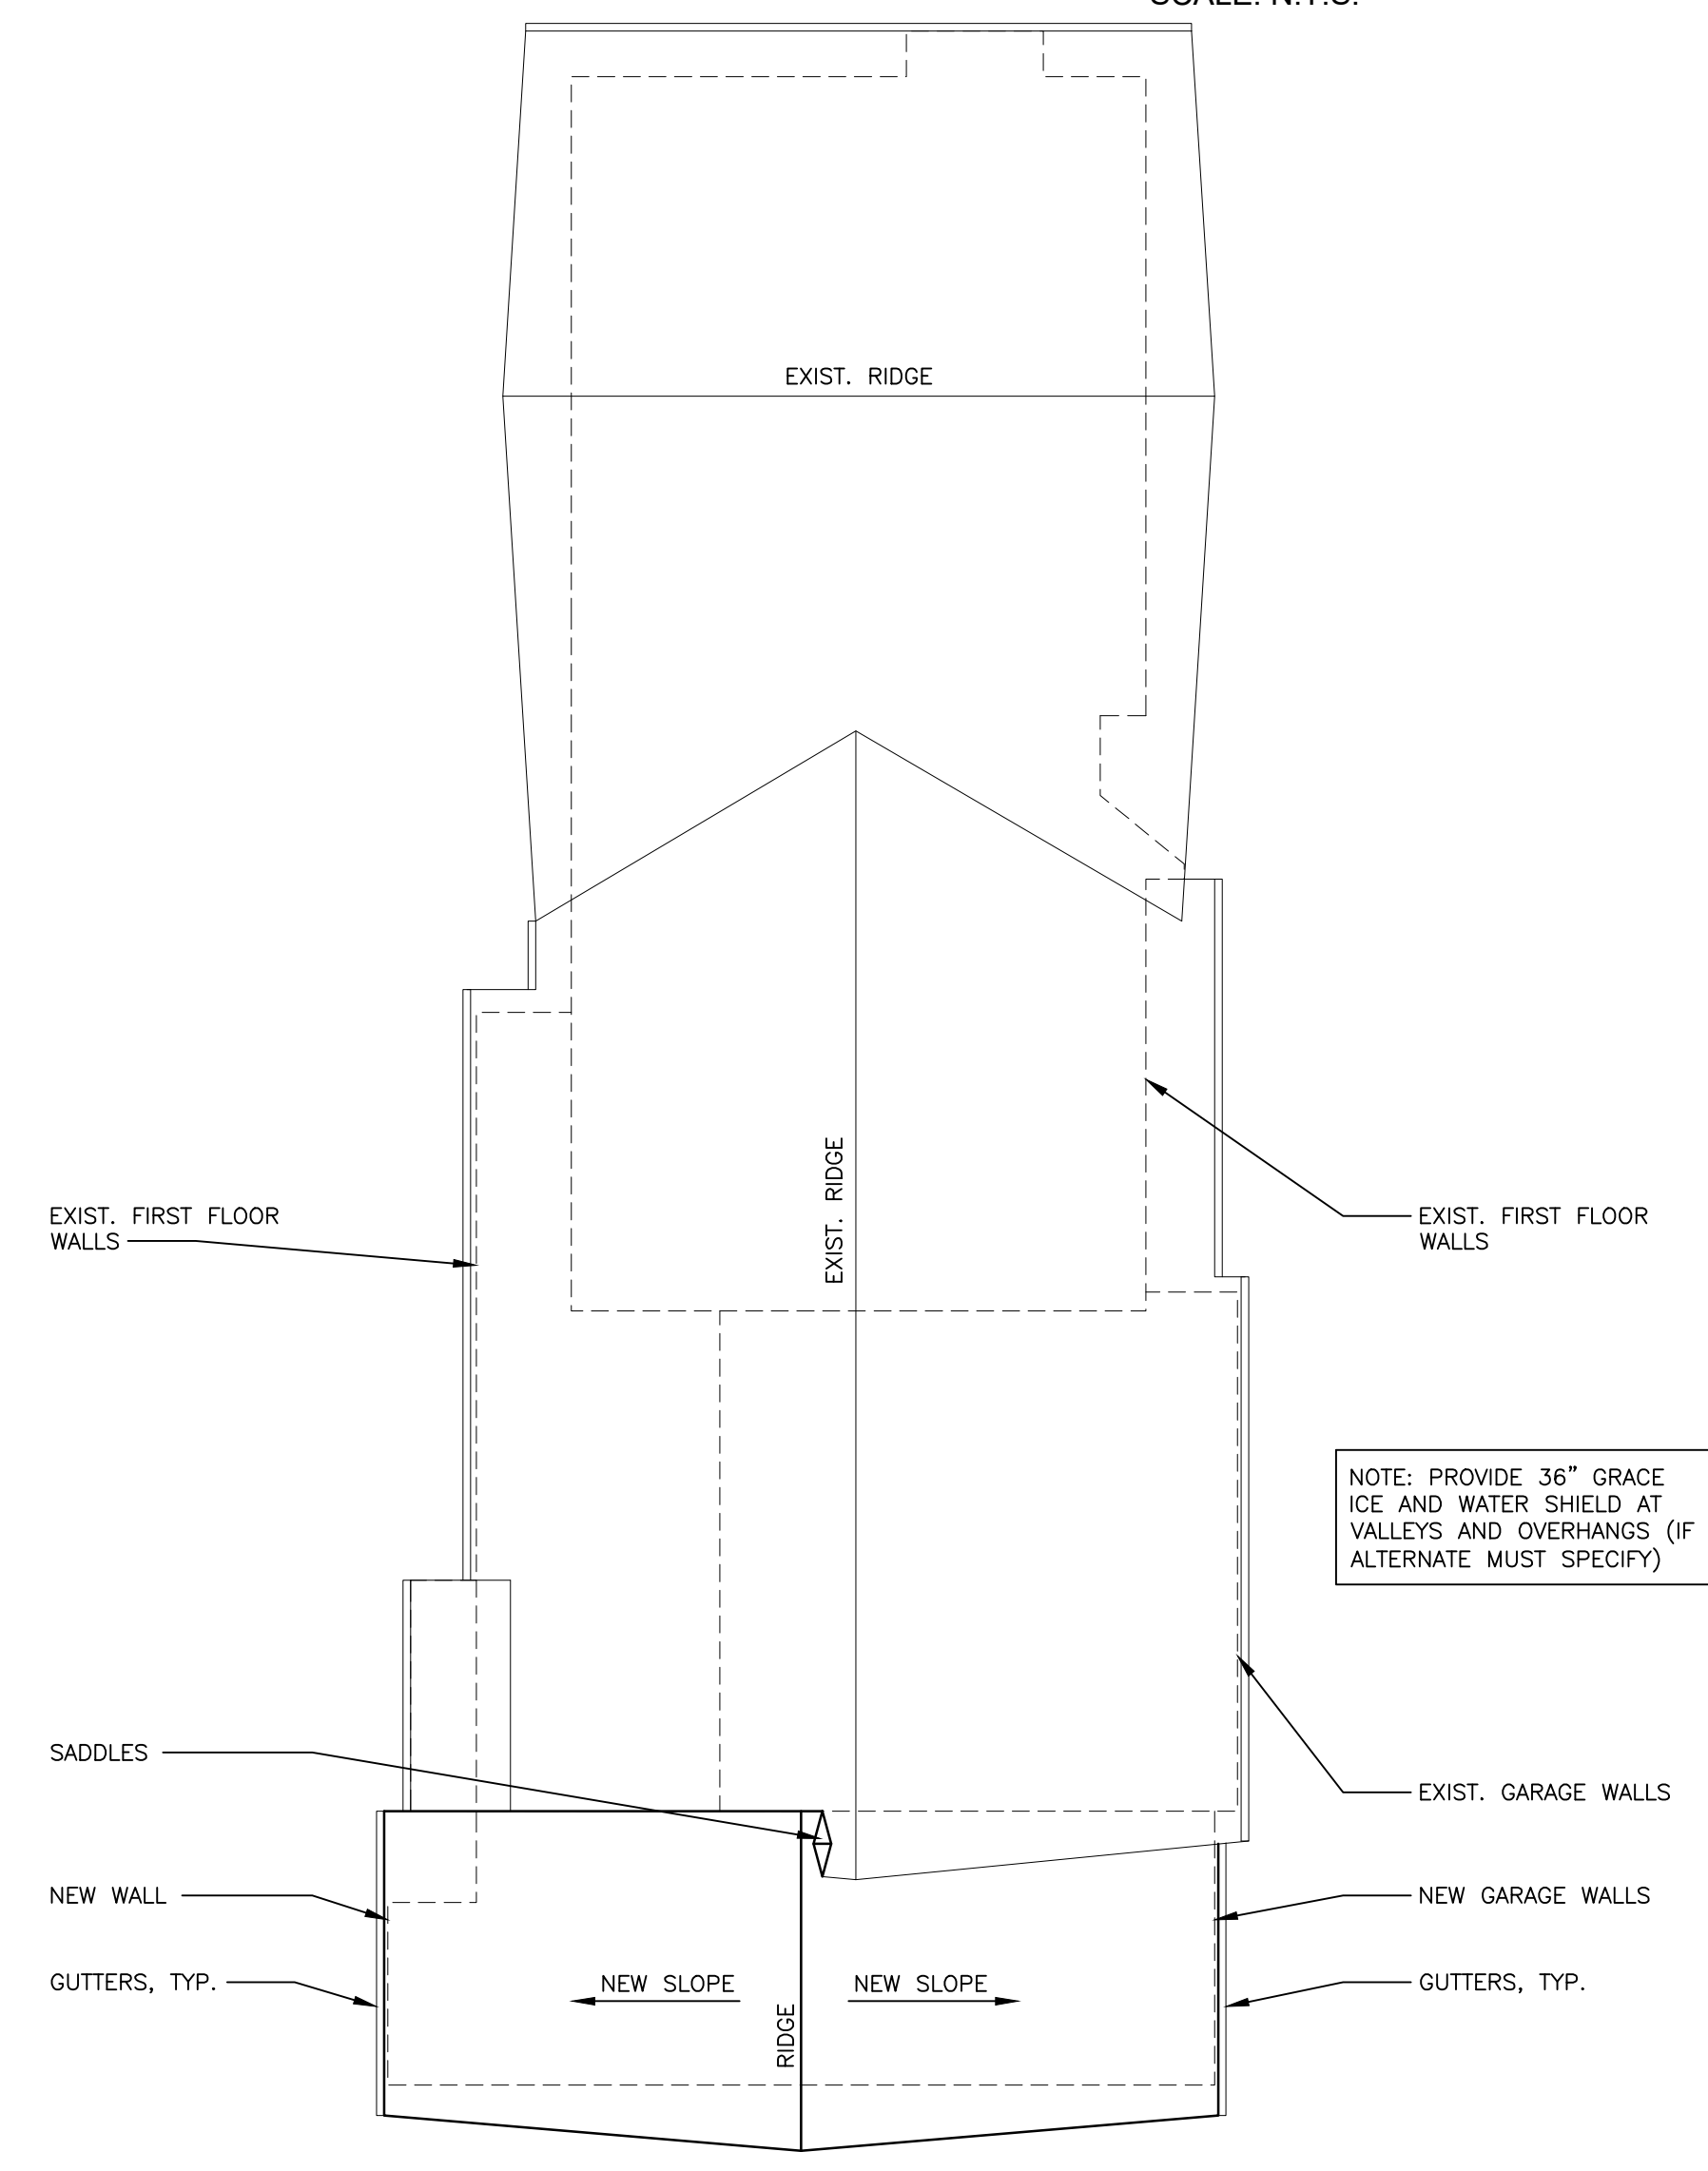 SCALE: N.T.S.
EXIST. RIDGE
EXIST. RIDGE
EXIST. FIRST FLOOR
WALLS
EXIST. FIRST FLOOR
WALLS
NOTE: PROVIDE 36" GRACE
ICE AND WATER SHIELD AT
VALLEYS AND OVERHANGS (IF
ALTERNATE MUST SPECIFY)
SADDLES
EXIST. GARAGE WALLS
NEW WALL
NEW GARAGE WALLS
GUTTERS, TYP.
NEW SLOPE
NEW SLOPE
GUTTERS, TYP.
RIDGE